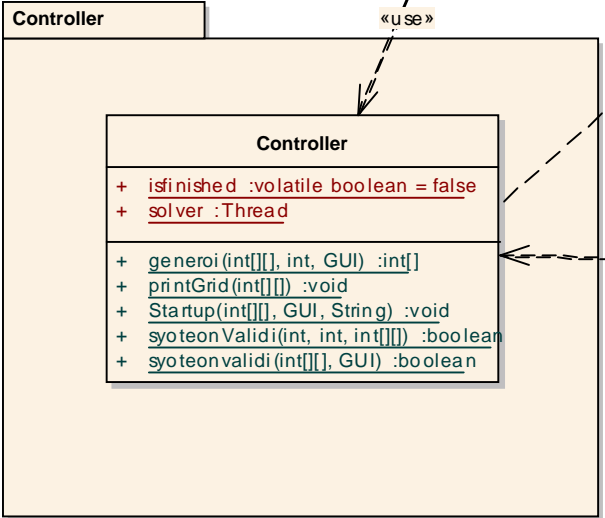 Controller
«use»
Controller
+ isfinished :volatile boolean = false
+ solver :Thread
+ generoi(int[][], int, GUI) :int[]
+ printGrid(int[][]) :void
+ Startup(int[][], GUI, String) :void
+ syoteonValidi(int, int, int[][]) :boolean
+ syoteonvalidi(int[][], GUI) :boolean